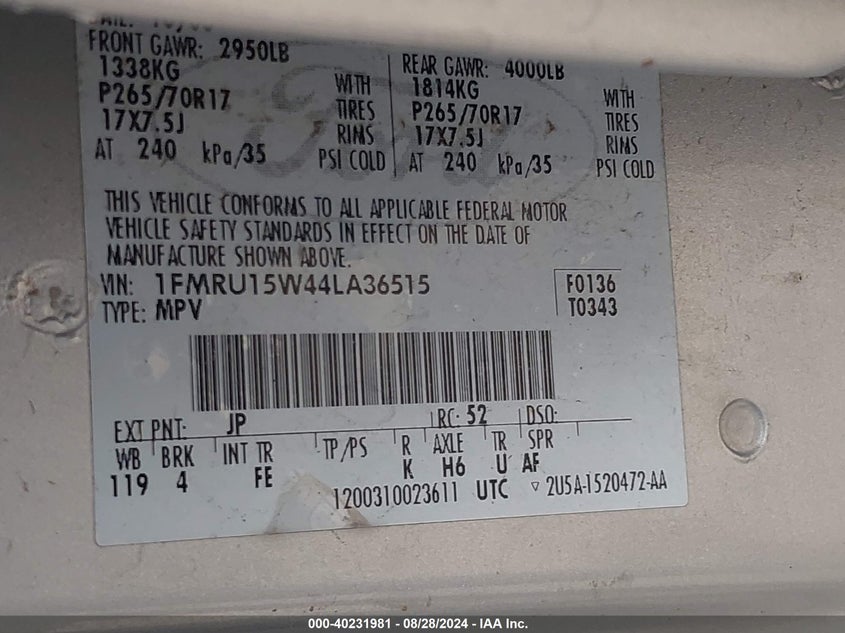 FRONT GAWR: 2950LB
1338KG WITH
P265/70R17 TIRES
17X7.5J RIMS
AT 240 kPa/35 PSI COLD
REAR GAWR: 4000LB
1814KG WITH
P265/70R17 TIRES
17X7.5J RIMS
AT 240 kPa/35 PSI COLD
THIS VEHICLE CONFORMS TO ALL APPLICABLE FEDERAL MOTOR
VEHICLE SAFETY STANDARDS IN EFFECT ON THE DATE OF
MANUFACTURE SHOWN ABOVE.
VIN: 1FMRU15W44LA36515 F0136
TYPE: MPV T0343
EXT PNT: JP RC: 52 DSO:
WB BRK INT TR TP/PS R AXLE TR SPR
119 4 FE K H6 U AF
1200310023611 UTC ▽ 2U5A-1520472-AA
000-40231981 - 08/28/2024 - IAA Inc.